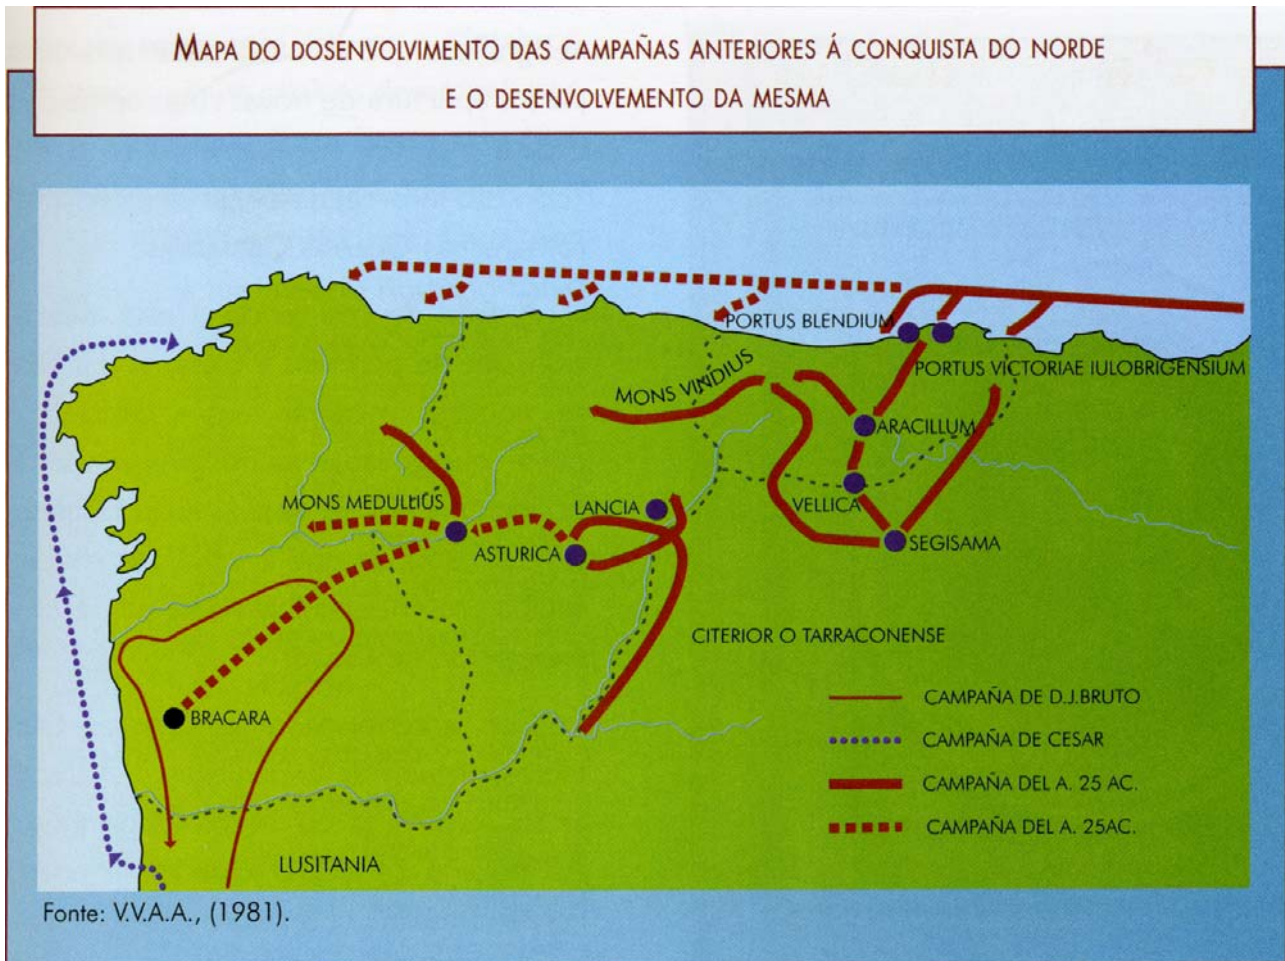 MAPA DO DOSENVOLVIMENTO DAS CAMPAÑAS ANTERIORES Á CONQUISTA DO NORDE
E O DESENVOLVEMENTO DA MESMA
PORTUS BLENDIUM
PORTUS VICTORIAE IULOBRIGENSIUM
MONS VINDIUS
ARACILLUM
MONS MEDULLIUS
LANCIA
VELLICA
ASTURICA
SEGISAMA
CITERIOR O TARRACONENSE
BRACARA
LUSITANIA
CAMPAÑA DE D.J.BRUTO
CAMPAÑA DE CESAR
CAMPAÑA DEL A. 25 AC.
CAMPAÑA DEL A. 25AC.
Fonte: V.V.A.A., (1981).